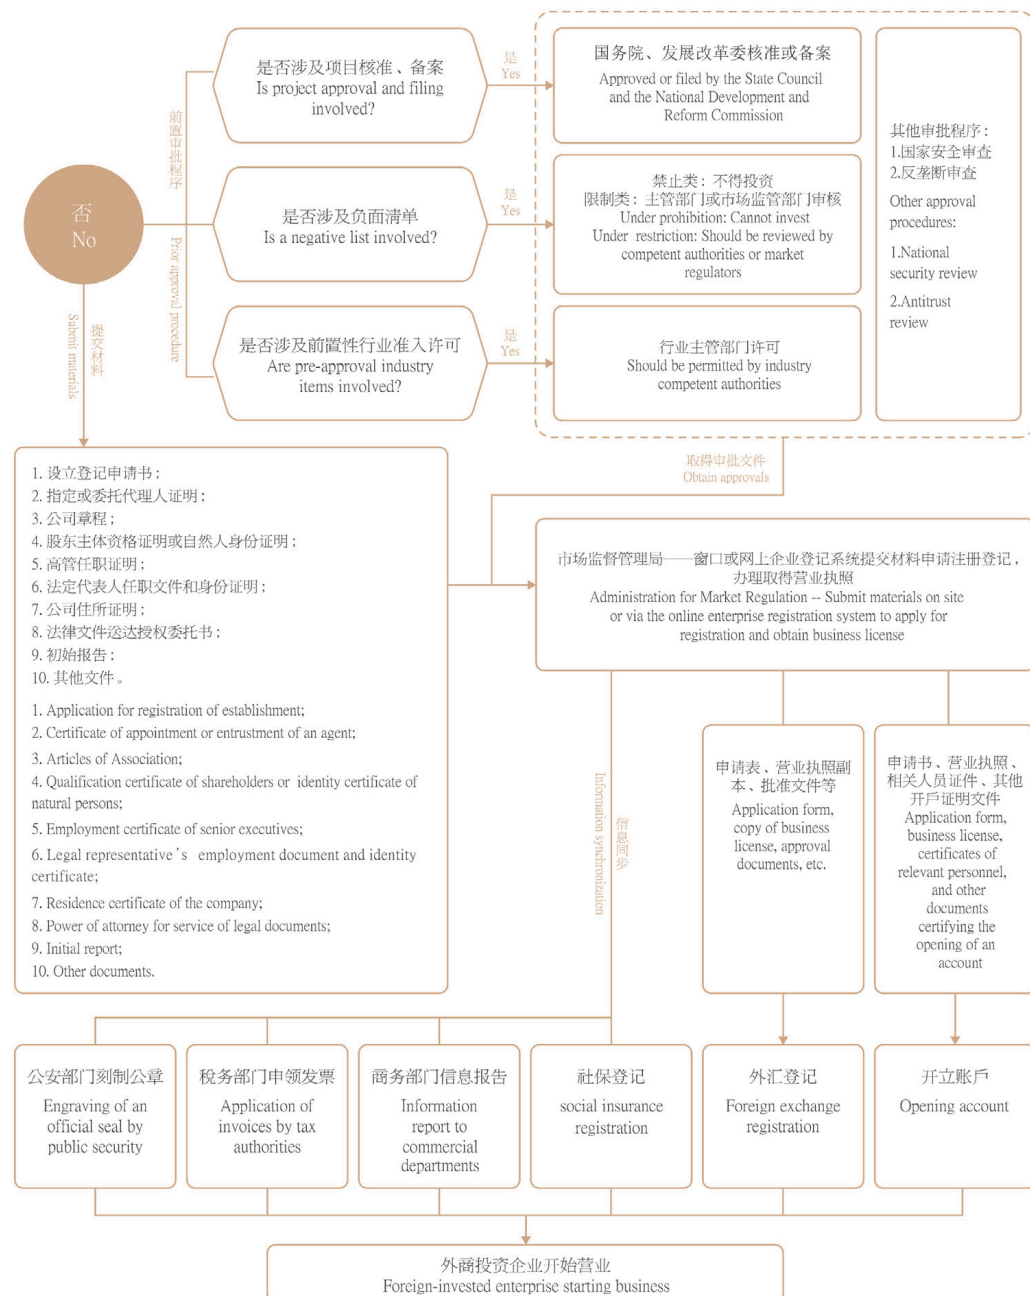 是否涉及项目核准、备案
Is project approval and filing
involved?
是
Yes
国务院、发展改革委核准或备案
Approved or filed by the State Council
and the National Development and
Reform Commission
前置审批程序
Prior approval procedure
否
No
是否涉及负面清单
Is a negative list involved?
是
Yes
禁止类：不得投资
限制类：主管部门或市场监管部门审核
Under prohibition: Cannot invest
Under restriction: Should be reviewed by
competent authorities or market
regulators
其他审批程序：
1.国家安全审查
2.反垄断审查
Other approval
procedures:
1.National
security review
2.Antitrust
review
提交材料
Submit materials
是否涉及前置性行业准入许可
Are pre-approval industry
items involved?
是
Yes
行业主管部门许可
Should be permitted by industry
competent authorities
取得审批文件
Obtain approvals
1. 设立登记申请书；
2. 指定或委托代理人证明；
3. 公司章程；
4. 股东主体资格证明或自然人身份证明；
5. 高管任职证明；
6. 法定代表人任职文件和身份证明；
7. 公司住所证明；
8. 法律文件送达授权委托书；
9. 初始报告；
10. 其他文件。
1. Application for registration of establishment;
2. Certificate of appointment or entrustment of an agent;
3. Articles of Association;
4. Qualification certificate of shareholders or identity certificate of
natural persons;
5. Employment certificate of senior executives;
6. Legal representative's employment document and identity
certificate;
7. Residence certificate of the company;
8. Power of attorney for service of legal documents;
9. Initial report;
10. Other documents.
市场监督管理局——窗口或网上企业登记系统提交材料申请注册登记，
办理取得营业执照
Administration for Market Regulation -- Submit materials on site
or via the online enterprise registration system to apply for
registration and obtain business license
信息同步
Information synchronization
申请表、营业执照副
本、批准文件等
Application form,
copy of business
license, approval
documents, etc.
申请书、营业执照、
相关人员证件、其他
开戶证明文件
Application form,
business license,
certificates of
relevant personnel,
and other
documents
certifying the
opening of an
account
公安部门刻制公章
Engraving of an
official seal by
public security
税务部门申领发票
Application of
invoices by tax
authorities
商务部门信息报告
Information
report to
commercial
departments
社保登记
social insurance
registration
外汇登记
Foreign exchange
registration
开立账戶
Opening account
外商投资企业开始营业
Foreign-invested enterprise starting business